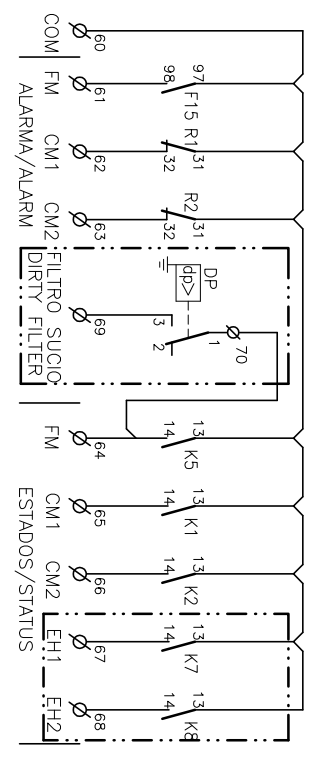 COM
60
FM
61
98
97
F15
ALARMA/ALARM
CM1
62
32
31
R1
CM2
63
32
31
R2
FILTRO SUCIO
DIRTY FILTER
69
dp>
DP
3
2
1
70
FM
64
14
13
K5
ESTADOS/STATUS
CM1
65
14
13
K1
CM2
66
14
13
K2
EH1
67
14
13
K7
EH2
68
14
13
K8